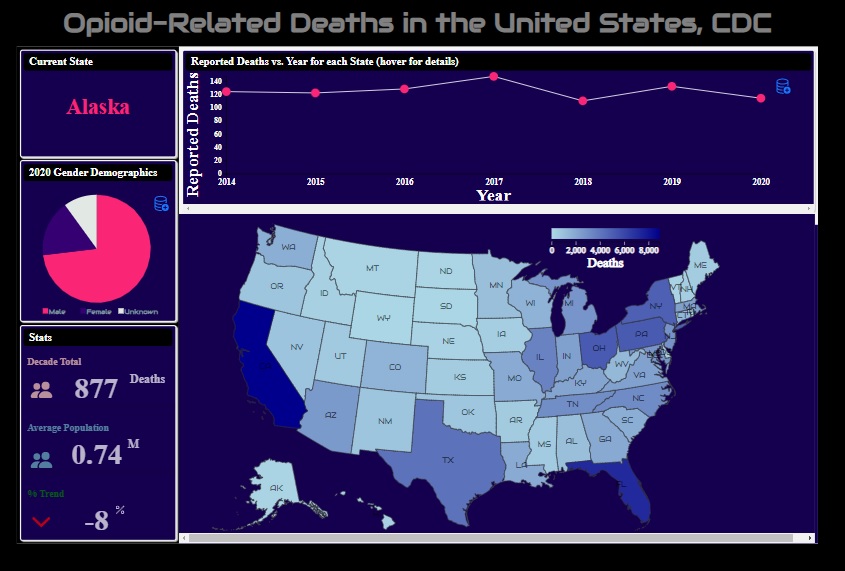 Opioid-Related Deaths in the United States, CDC
Current State
Alaska
2020 Gender Demographics
Male Female Unknown
Stats
Decade Total
877 Deaths
Average Population
0.74 M
% Trend
-8 %
Reported Deaths vs. Year for each State (hover for details)
Reported Deaths
140
120
100
80
60
40
20
0
2014 2015 2016 2017 2018 2019 2020
Year
0 2,000 4,000 6,000 8,000
Deaths
WA
MT
ND
MN
ME
OR
ID
SD
WI
MI
VT
NH
NY
MA
WY
IA
PA
NV
UT
NE
IL
IN
OH
CO
KS
MO
WV
VA
KY
AZ
NM
OK
AR
TN
NC
SC
TX
LA
MS
AL
GA
AK